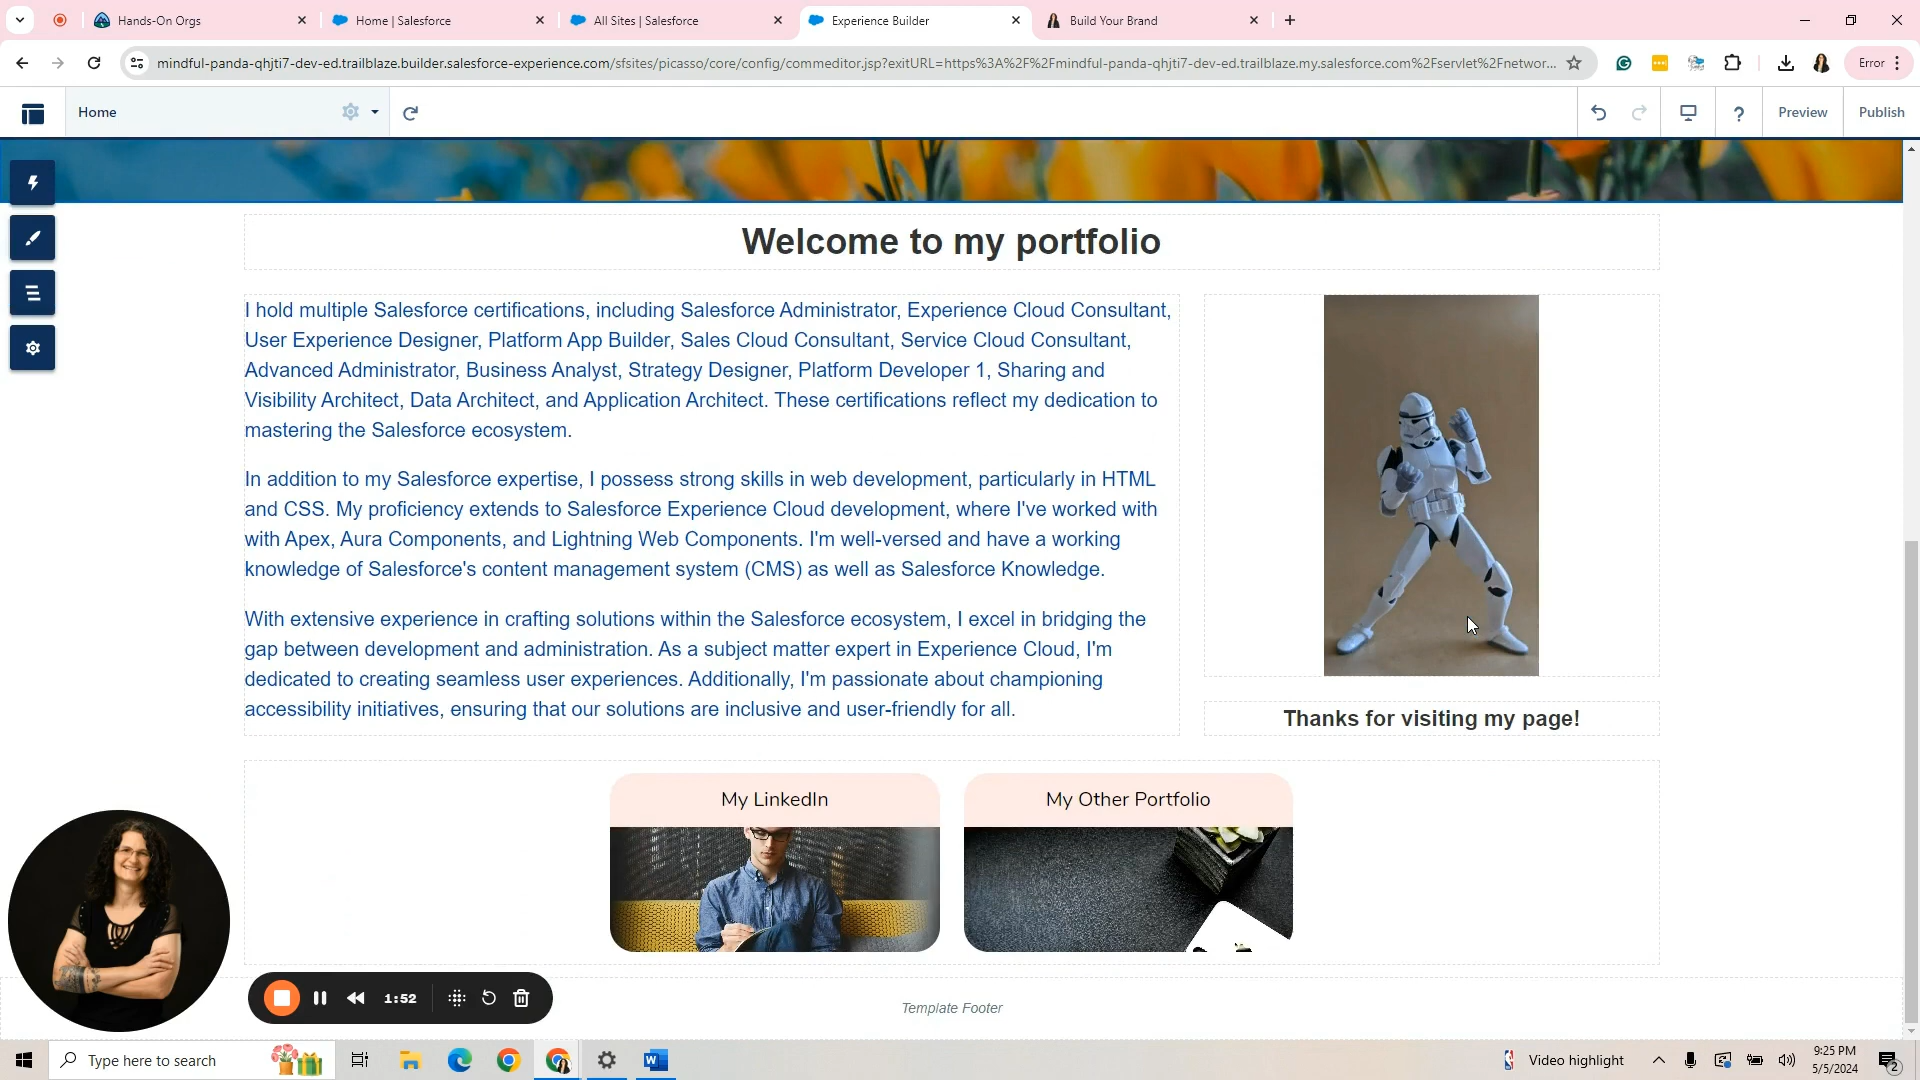 Hands-On Orgs
Home | Salesforce
All Sites | Salesforce
Experience Builder
Build Your Brand
mindful-panda-qhjti7-dev-ed.trailblaze.builder.salesforce-experience.com/sfsites/picasso/core/config/commeditor.jsp?exitURL=https%3A%2F%2Fmindful-panda-qhjti7-dev-ed.trailblaze.my.salesforce.com%2Fservlet%2Fnetwor...
Error
Home
?
Preview
Publish
Welcome to my portfolio
I hold multiple Salesforce certifications, including Salesforce Administrator, Experience Cloud Consultant,
User Experience Designer, Platform App Builder, Sales Cloud Consultant, Service Cloud Consultant,
Advanced Administrator, Business Analyst, Strategy Designer, Platform Developer 1, Sharing and
Visibility Architect, Data Architect, and Application Architect. These certifications reflect my dedication to
mastering the Salesforce ecosystem.
In addition to my Salesforce expertise, I possess strong skills in web development, particularly in HTML
and CSS. My proficiency extends to Salesforce Experience Cloud development, where I've worked with
with Apex, Aura Components, and Lightning Web Components. I'm well-versed and have a working
knowledge of Salesforce's content management system (CMS) as well as Salesforce Knowledge.
With extensive experience in crafting solutions within the Salesforce ecosystem, I excel in bridging the
gap between development and administration. As a subject matter expert in Experience Cloud, I'm
dedicated to creating seamless user experiences. Additionally, I'm passionate about championing
accessibility initiatives, ensuring that our solutions are inclusive and user-friendly for all.
Thanks for visiting my page!
My LinkedIn
My Other Portfolio
1:52
Template Footer
Type here to search
Video highlight
9:25 PM
5/5/2024
2